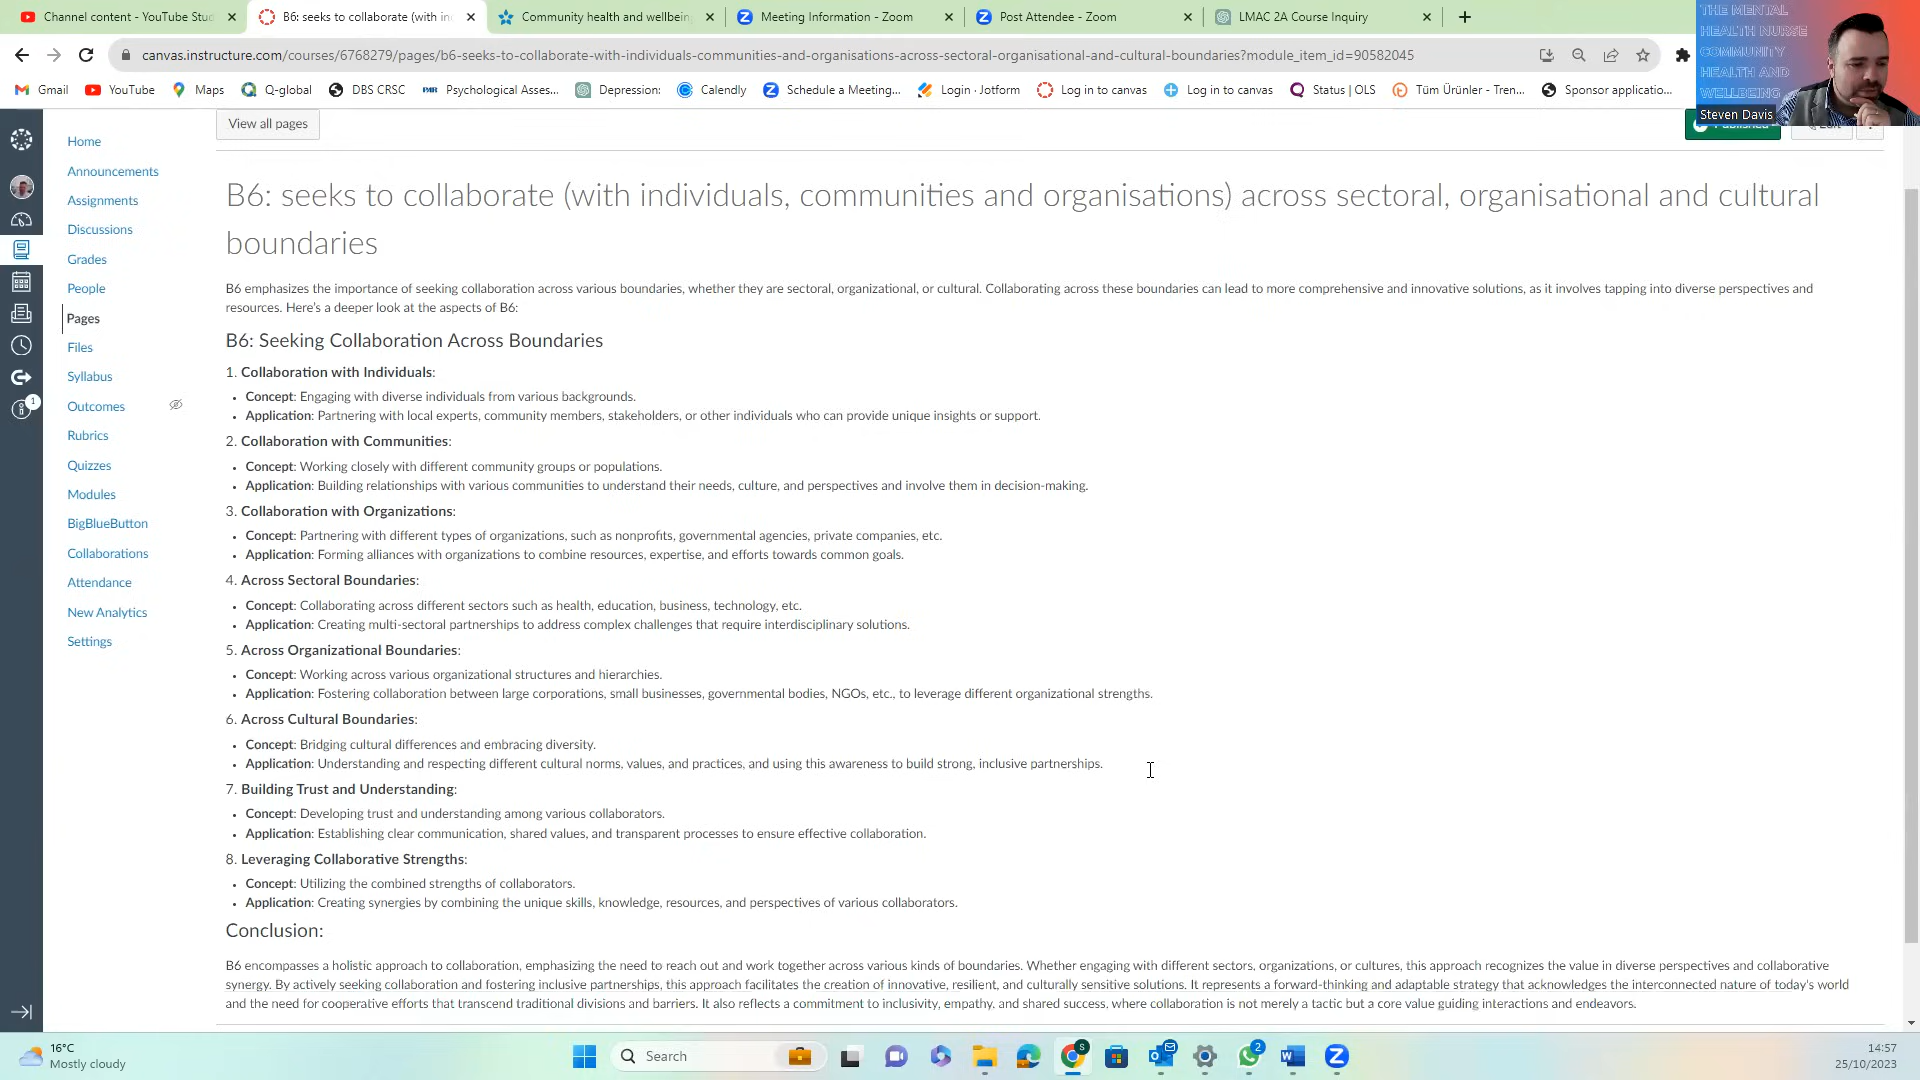 Channel content - YouTube Stud
B6: seeks to collaborate (with in
Community health and wellbein
Meeting Information - Zoom
Post Attendee - Zoom
LMAC 2A Course Inquiry
canvas.instructure.com/courses/6768279/pages/b6-seeks-to-collaborate-with-individuals-communities-and-organisations-across-sectoral-organisational-and-cultural-boundaries?module_item_id=90582045
Gmail
YouTube
Maps
Q-global
DBS CRSC
Psychological Asses...
Depression:
Calendly
Schedule a Meeting...
Login · Jotform
Log in to canvas
Log in to canvas
Status | OLS
Tüm Ürünler - Tren...
Sponsor applicatio...
THE MENTAL
HEALTH NURSE
COMMUNITY
HEALTH AND
WELLBEING
Steven Davis
View all pages
Home
Announcements
Assignments
Discussions
Grades
People
Pages
Files
Syllabus
Outcomes
Rubrics
Quizzes
Modules
BigBlueButton
Collaborations
Attendance
New Analytics
Settings
1
B6: seeks to collaborate (with individuals, communities and organisations) across sectoral, organisational and cultural
boundaries
B6 emphasizes the importance of seeking collaboration across various boundaries, whether they are sectoral, organizational, or cultural. Collaborating across these boundaries can lead to more comprehensive and innovative solutions, as it involves tapping into diverse perspectives and
resources. Here's a deeper look at the aspects of B6:
B6: Seeking Collaboration Across Boundaries
1. Collaboration with Individuals:
• Concept: Engaging with diverse individuals from various backgrounds.
• Application: Partnering with local experts, community members, stakeholders, or other individuals who can provide unique insights or support.
2. Collaboration with Communities:
• Concept: Working closely with different community groups or populations.
• Application: Building relationships with various communities to understand their needs, culture, and perspectives and involve them in decision-making.
3. Collaboration with Organizations:
• Concept: Partnering with different types of organizations, such as nonprofits, governmental agencies, private companies, etc.
• Application: Forming alliances with organizations to combine resources, expertise, and efforts towards common goals.
4. Across Sectoral Boundaries:
• Concept: Collaborating across different sectors such as health, education, business, technology, etc.
• Application: Creating multi-sectoral partnerships to address complex challenges that require interdisciplinary solutions.
5. Across Organizational Boundaries:
• Concept: Working across various organizational structures and hierarchies.
• Application: Fostering collaboration between large corporations, small businesses, governmental bodies, NGOs, etc., to leverage different organizational strengths.
6. Across Cultural Boundaries:
• Concept: Bridging cultural differences and embracing diversity.
• Application: Understanding and respecting different cultural norms, values, and practices, and using this awareness to build strong, inclusive partnerships.
7. Building Trust and Understanding:
• Concept: Developing trust and understanding among various collaborators.
• Application: Establishing clear communication, shared values, and transparent processes to ensure effective collaboration.
8. Leveraging Collaborative Strengths:
• Concept: Utilizing the combined strengths of collaborators.
• Application: Creating synergies by combining the unique skills, knowledge, resources, and perspectives of various collaborators.
Conclusion:
B6 encompasses a holistic approach to collaboration, emphasizing the need to reach out and work together across various kinds of boundaries. Whether engaging with different sectors, organizations, or cultures, this approach recognizes the value in diverse perspectives and collaborative
synergy. By actively seeking collaboration and fostering inclusive partnerships, this approach facilitates the creation of innovative, resilient, and culturally sensitive solutions. It represents a forward-thinking and adaptable strategy that acknowledges the interconnected nature of today's world
and the need for cooperative efforts that transcend traditional divisions and barriers. It also reflects a commitment to inclusivity, empathy, and shared success, where collaboration is not merely a tactic but a core value guiding interactions and endeavors.
16°C
Mostly cloudy
Search
S
2
14:57
25/10/2023